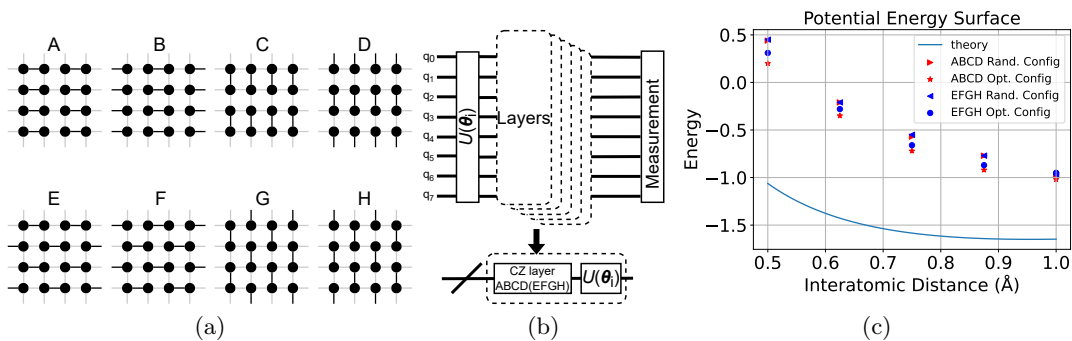 A B C D
E F G H
(a)
q0
q1
q2
q3
q4
q5
q6
q7
U(θi)
Layers
Measurement
CZ layer
ABCD(EFGH)
U(θi)
(b)
Potential Energy Surface
theory
ABCD Rand. Config
ABCD Opt. Config
EFGH Rand. Config
EFGH Opt. Config
Energy
0.5
0.0
−0.5
−1.0
−1.5
0.5 0.6 0.7 0.8 0.9 1.0
Interatomic Distance (Å)
(c)